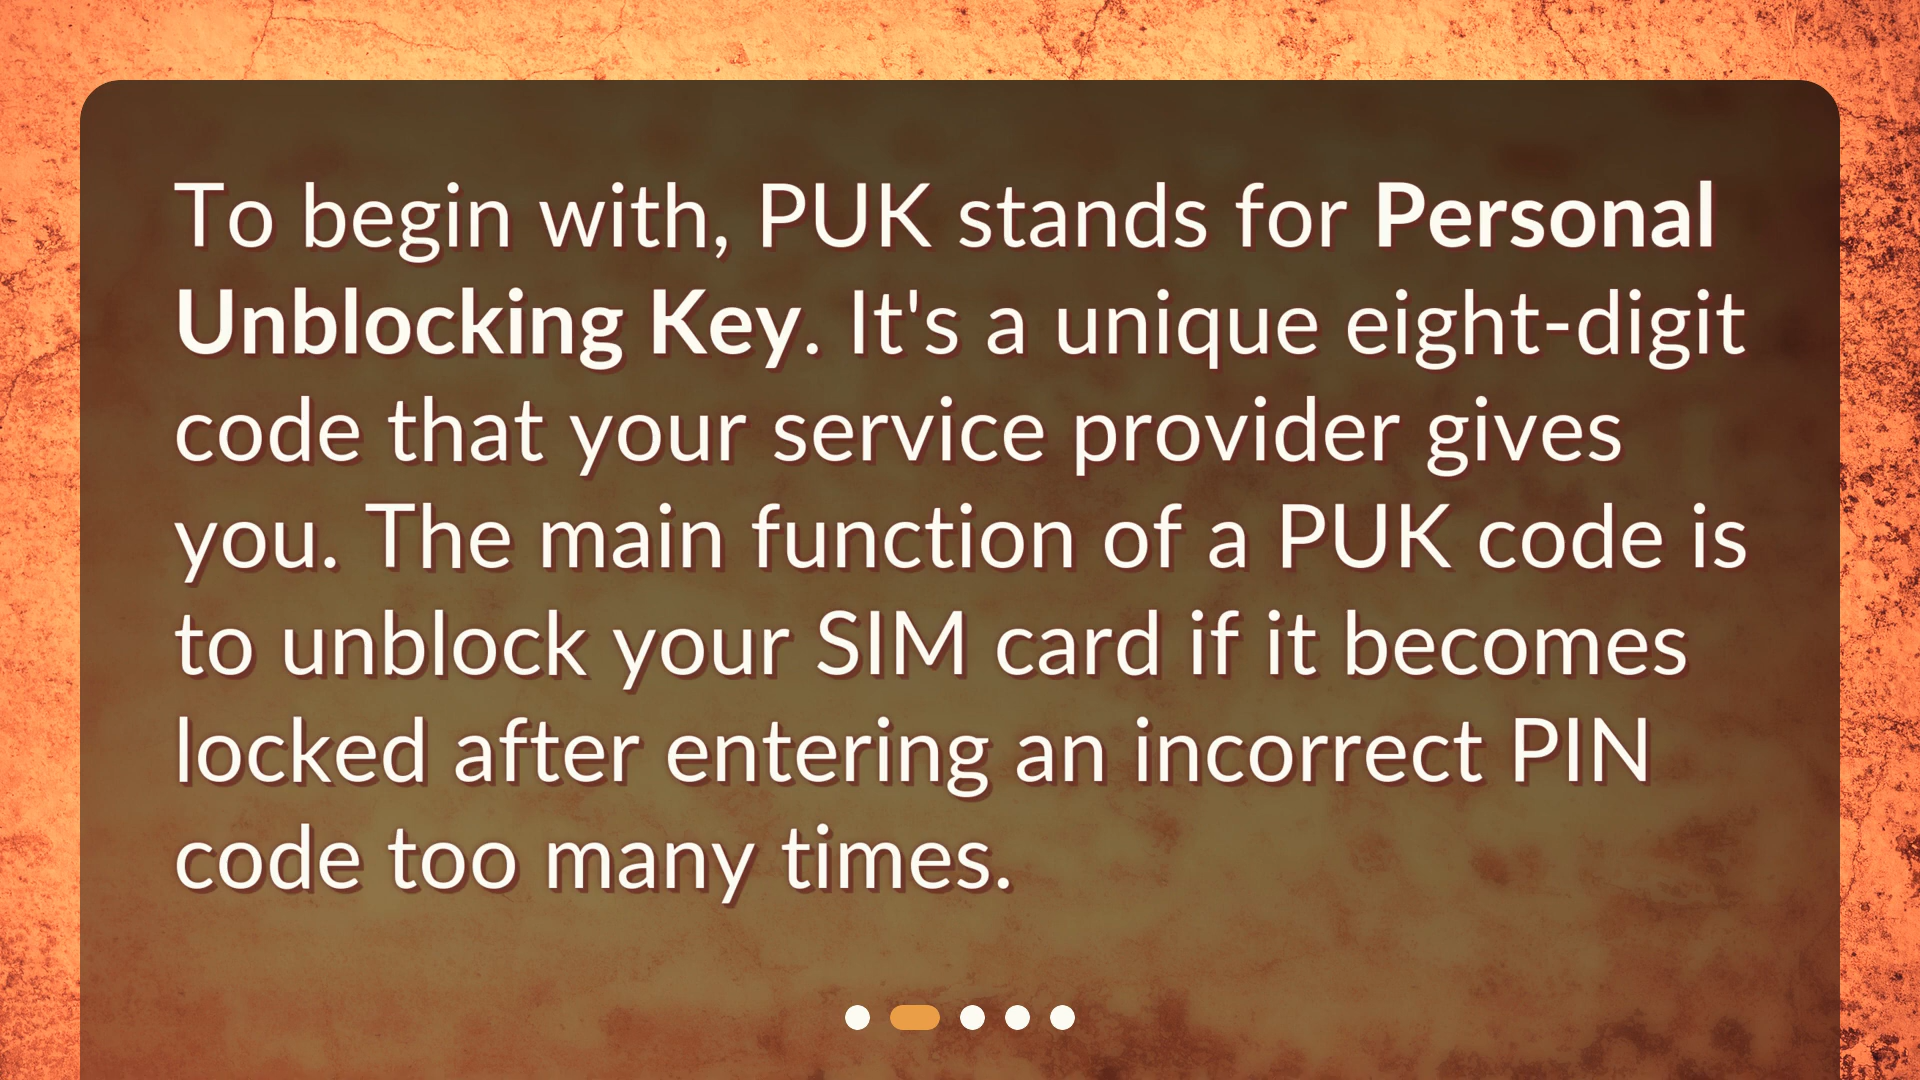 To begin with, PUK stands for Personal
Unblocking Key. It's a unique eight-digit
code that your service provider gives
you. The main function of a PUK code is
to unblock your SIM card if it becomes
locked after entering an incorrect PIN
code too many times.